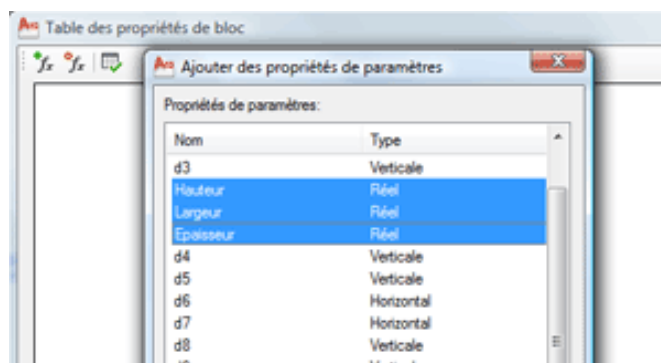 Table des propriétés de bloc
Ajouter des propriétés de paramètres
Propriétés de paramètres:
Nom Type
d3 Verticale
Hauteur Réel
Largeur Réel
Epaisseur Réel
d4 Verticale
d5 Verticale
d6 Horizontal
d7 Horizontal
d8 Verticale